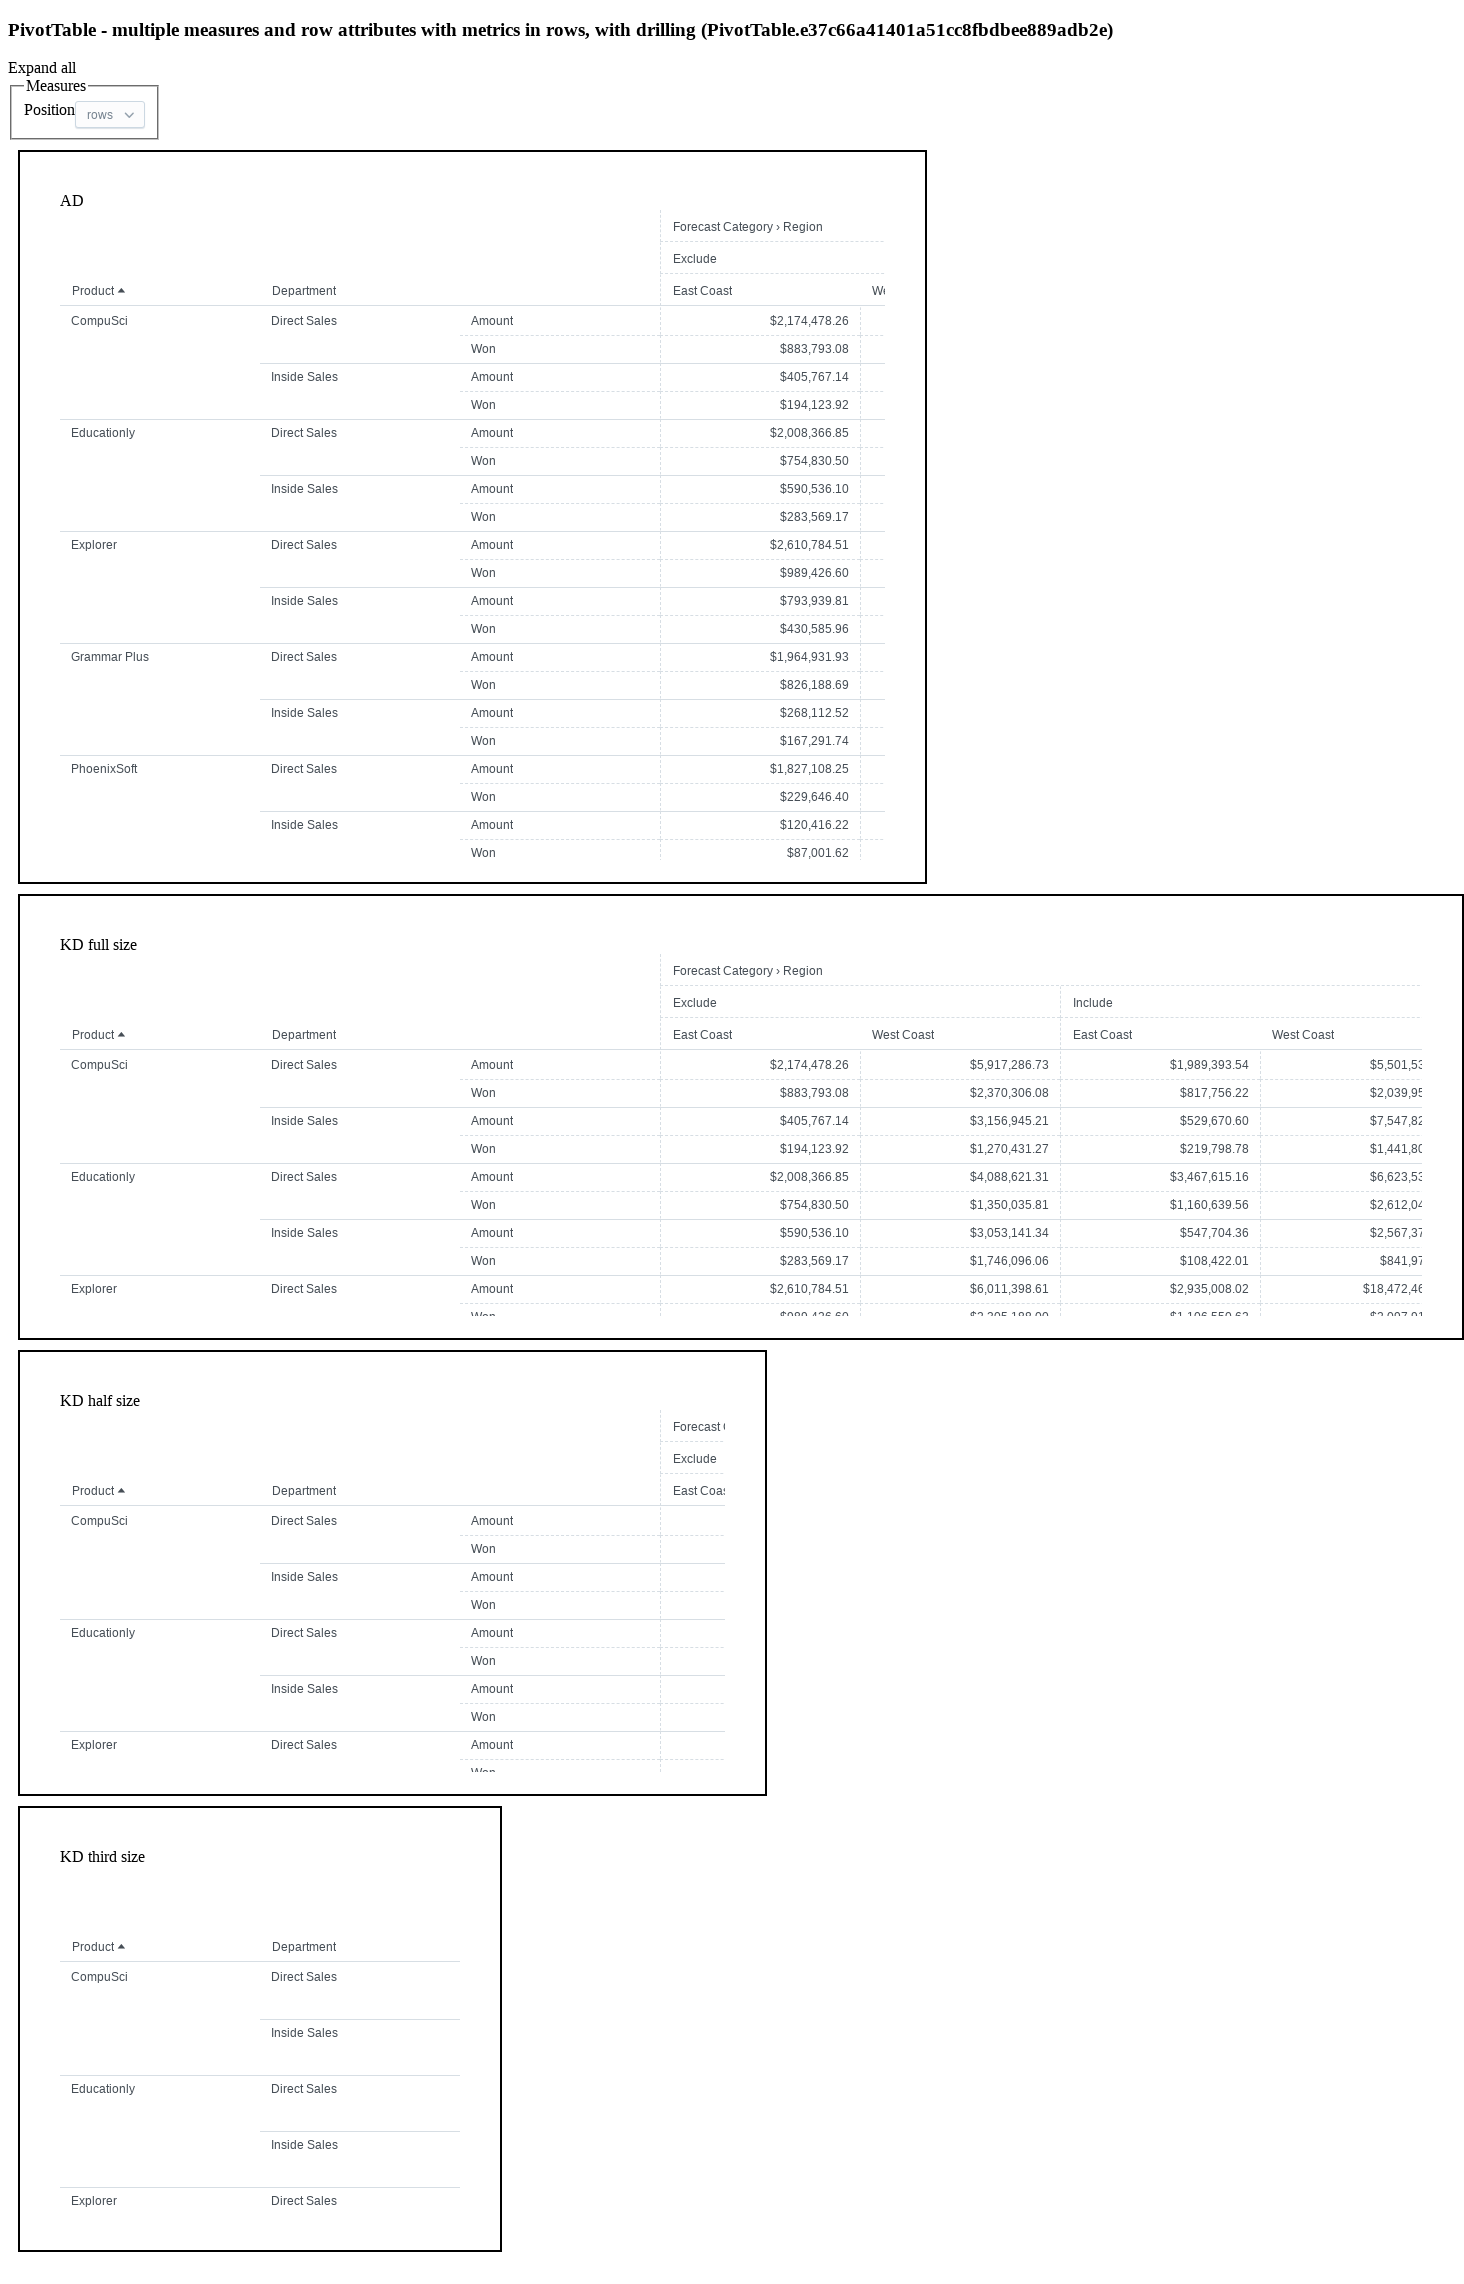 PivotTable - multiple measures and row attributes with metrics in rows, with drilling (PivotTable.e37c66a41401a51cc8fbdbee889adb2e)
Expand all
Measures
Position rows
AD
Forecast Category › Region
Exclude
Product Department East Coast
CompuSci Direct Sales Amount $2,174,478.26
Won $883,793.08
Inside Sales Amount $405,767.14
Won $194,123.92
Educationly Direct Sales Amount $2,008,366.85
Won $754,830.50
Inside Sales Amount $590,536.10
Won $283,569.17
Explorer Direct Sales Amount $2,610,784.51
Won $989,426.60
Inside Sales Amount $793,939.81
Won $430,585.96
Grammar Plus Direct Sales Amount $1,964,931.93
Won $826,188.69
Inside Sales Amount $268,112.52
Won $167,291.74
PhoenixSoft Direct Sales Amount $1,827,108.25
Won $229,646.40
Inside Sales Amount $120,416.22
Won $87,001.62
KD full size
Forecast Category › Region
Exclude Include
Product Department East Coast West Coast East Coast West Coast
CompuSci Direct Sales Amount $2,174,478.26 $5,917,286.73 $1,989,393.54 $5,501,53
Won $883,793.08 $2,370,306.08 $817,756.22 $2,039,95
Inside Sales Amount $405,767.14 $3,156,945.21 $529,670.60 $7,547,82
Won $194,123.92 $1,270,431.27 $219,798.78 $1,441,80
Educationly Direct Sales Amount $2,008,366.85 $4,088,621.31 $3,467,615.16 $6,623,53
Won $754,830.50 $1,350,035.81 $1,160,639.56 $2,612,04
Inside Sales Amount $590,536.10 $3,053,141.34 $547,704.36 $2,567,37
Won $283,569.17 $1,746,096.06 $108,422.01 $841,97
Explorer Direct Sales Amount $2,610,784.51 $6,011,398.61 $2,935,008.02 $18,472,46
KD half size
Forecast
Exclude
Product Department East Coas
CompuSci Direct Sales Amount
Won
Inside Sales Amount
Won
Educationly Direct Sales Amount
Won
Inside Sales Amount
Won
Explorer Direct Sales Amount
KD third size
Product Department
CompuSci Direct Sales
Inside Sales
Educationly Direct Sales
Inside Sales
Explorer Direct Sales